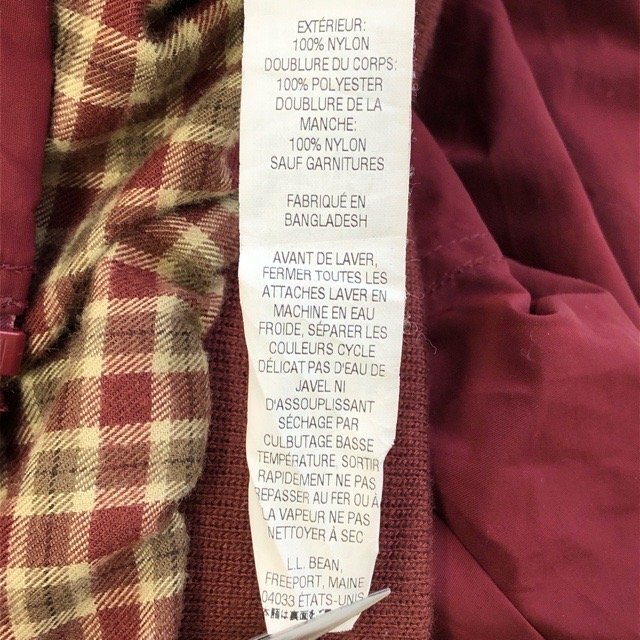 EXTÉRIEUR:
100% NYLON
DOUBLURE DU CORPS:
100% POLYESTER
DOUBLURE DE LA
MANCHE:
100% NYLON
SAUF GARNITURES
FABRIQUÉ EN
BANGLADESH
AVANT DE LAVER,
FERMER TOUTES LES
ATTACHES LAVER EN
MACHINE EN EAU
FROIDE, SÉPARER LES
COULEURS CYCLE
DÉLICAT PAS D'EAU DE
JAVEL NI
D'ASSOUPLISSANT
SÉCHAGE PAR
CULBUTAGE BASSE
TEMPÉRATURE, SORTIR
RAPIDEMENT NE PAS
REPASSER AU FER OU À
LA VAPEUR NE PAS
NETTOYER À SEC
L.L. BEAN,
FREEPORT, MAINE
04033 ÉTATS-UNIS